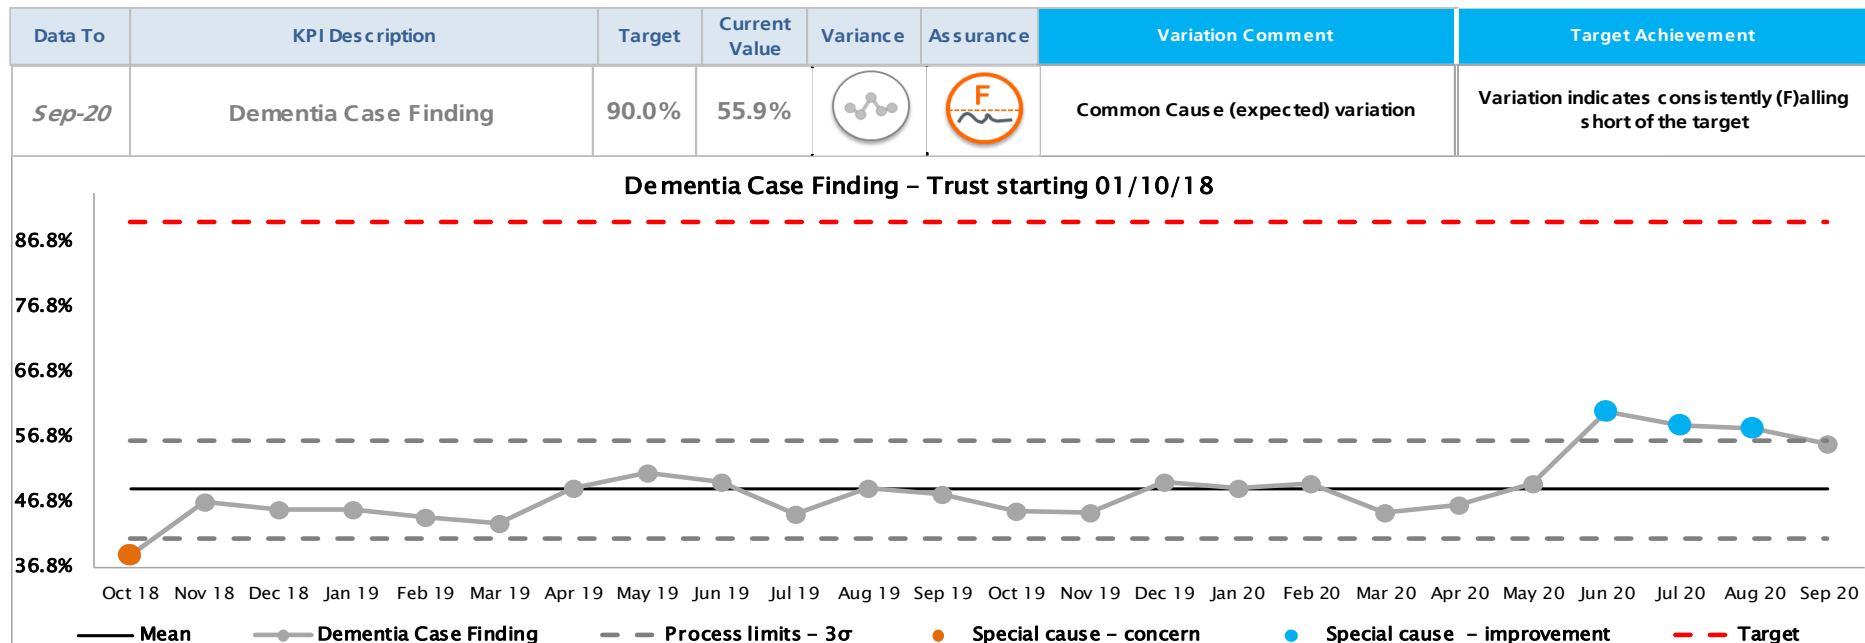 Data To KPI Description Target Current Value Variance Assurance Variation Comment Target Achievement
Sep-20 Dementia Case Finding 90.0% 55.9% F Common Cause (expected) variation Variation indicates consistently (F)alling short of the target
Dementia Case Finding – Trust starting 01/10/18
86.8%
76.8%
66.8%
56.8%
46.8%
36.8%
Oct 18 Nov 18 Dec 18 Jan 19 Feb 19 Mar 19 Apr 19 May 19 Jun 19 Jul 19 Aug 19 Sep 19 Oct 19 Nov 19 Dec 19 Jan 20 Feb 20 Mar 20 Apr 20 May 20 Jun 20 Jul 20 Aug 20 Sep 20
Mean Dementia Case Finding Process limits – 3σ Special cause – concern Special cause – improvement Target